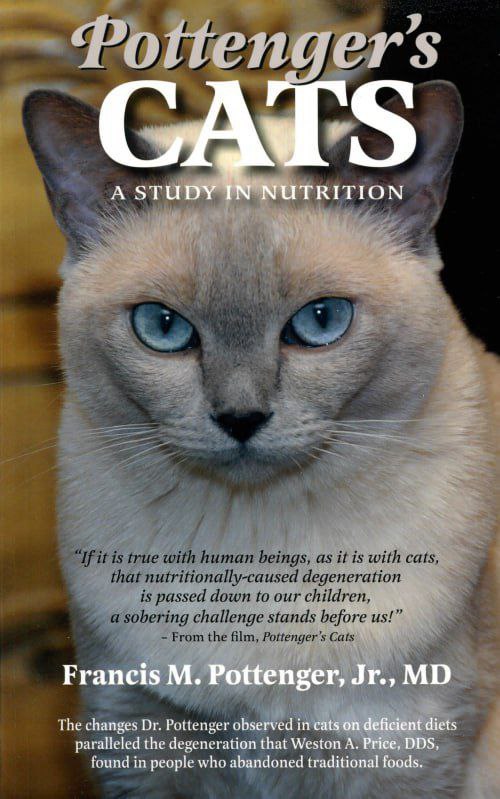 Pottenger's
CATS
A STUDY IN NUTRITION
“If it is true with human beings, as it is with cats,
that nutritionally-caused degeneration
is passed down to our children,
a sobering challenge stands before us!”
– From the film, Pottenger's Cats
Francis M. Pottenger, Jr., MD
The changes Dr. Pottenger observed in cats on deficient diets
paralleled the degeneration that Weston A. Price, DDS,
found in people who abandoned traditional foods.